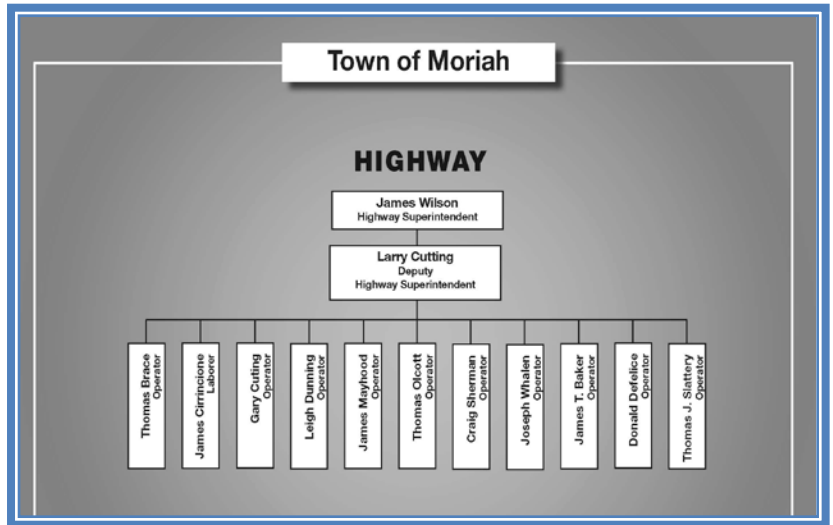 Town of Moriah
HIGHWAY
James Wilson
Highway Superintendent
Larry Cutting
Deputy
Highway Superintendent
Thomas Brace
Operator
James Cirrincione
Laborer
Gary Cuting
Operator
Leigh Dunning
Operator
James Mayhood
Operator
Thomas Olcott
Operator
Craig Sherman
Operator
Joseph Whalen
Operator
James T. Baker
Operator
Donald Defelice
Operator
Thomas J. Slattery
Operator